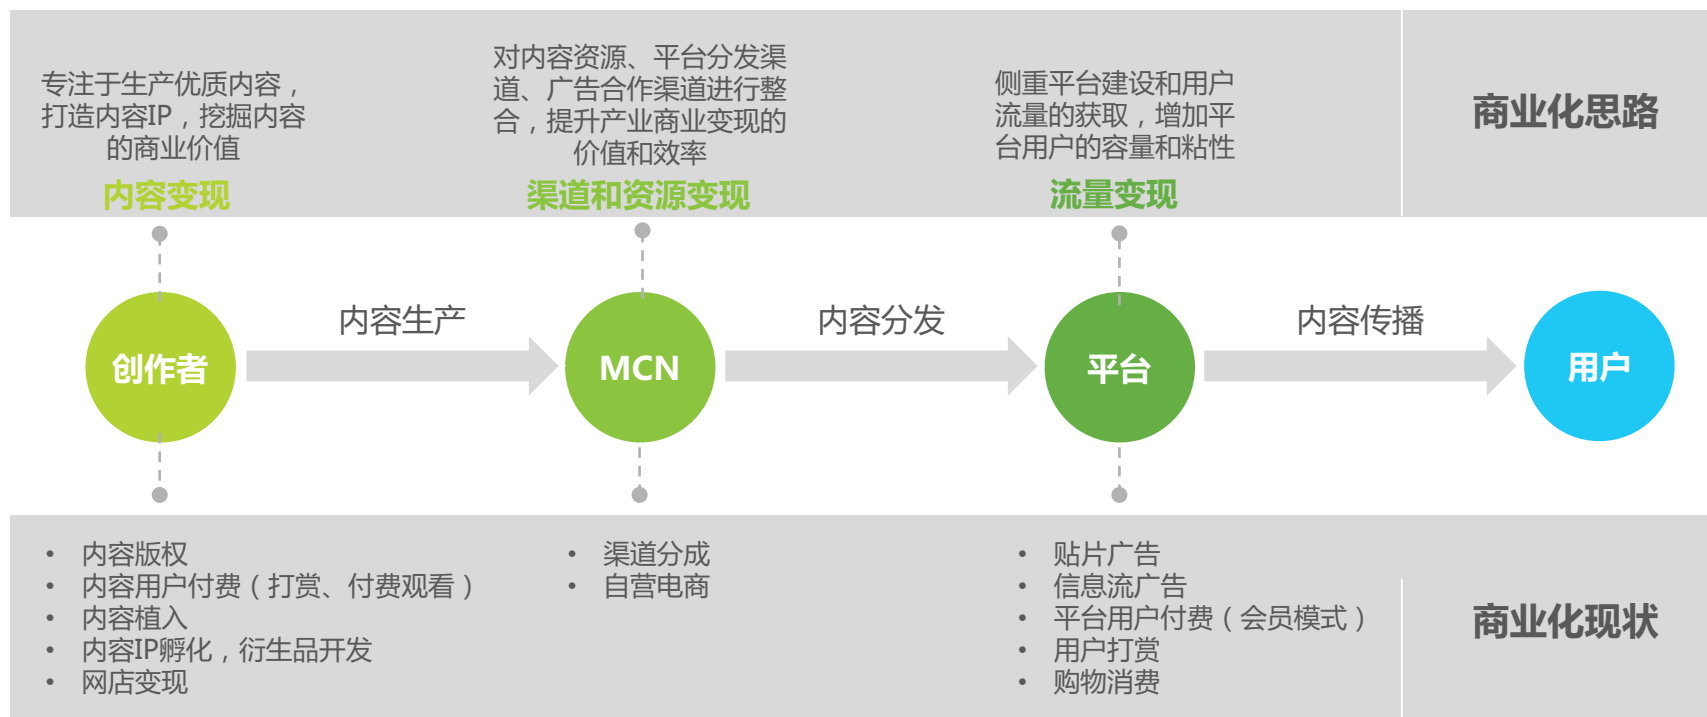 专注于生产优质内容，
打造内容IP，挖掘内容
的商业价值
内容变现
对内容资源、平台分发渠
道、广告合作渠道进行整
合，提升产业商业变现的
价值和效率
渠道和资源变现
侧重平台建设和用户
流量的获取，增加平
台用户的容量和粘性
流量变现
商业化思路
创作者
内容生产
MCN
内容分发
平台
内容传播
用户
• 内容版权
• 内容用户付费（打赏、付费观看）
• 内容植入
• 内容IP孵化，衍生品开发
• 网店变现
• 渠道分成
• 自营电商
• 贴片广告
• 信息流广告
• 平台用户付费（会员模式）
• 用户打赏
• 购物消费
商业化现状